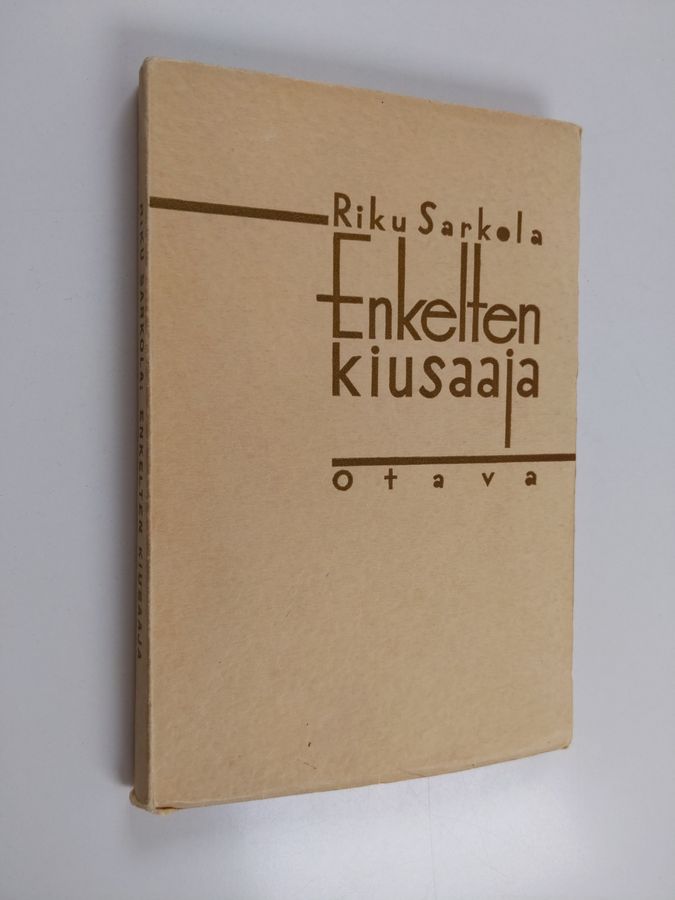 Riku Sarkola
Enkelten
kiusaaja
Otava
RIKU SARKOLA: ENKELTEN KIUSAAJA